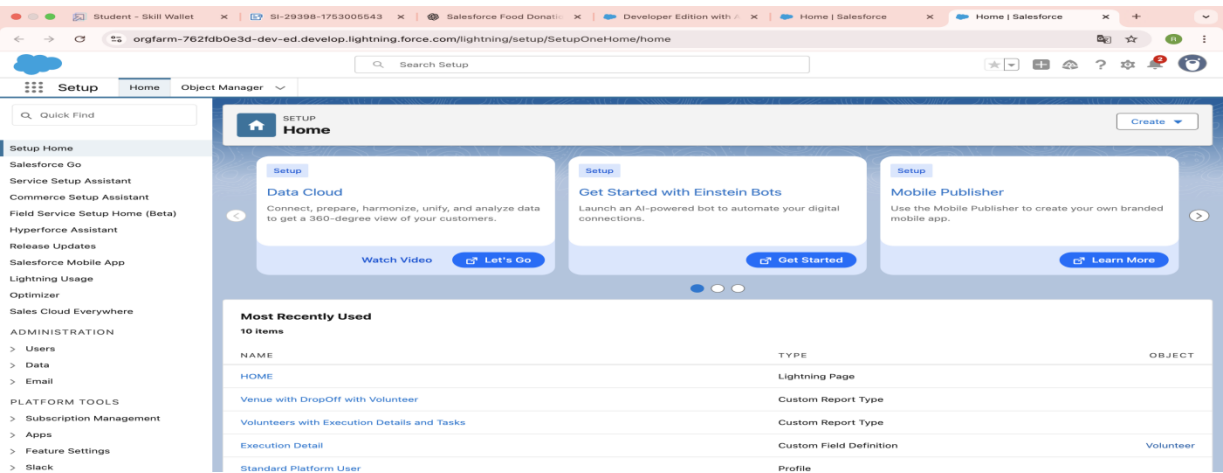 Student - Skill Wallet
SI-29398-1753005543
Salesforce Food Donatic
Developer Edition with A
Home | Salesforce
Home | Salesforce
orgfarm-762fdb0e3d-dev-ed.develop.lightning.force.com/lightning/setup/SetupOneHome/home
R
Search Setup
2
Setup
Home
Object Manager
Quick Find
Setup Home
Salesforce Go
Service Setup Assistant
Commerce Setup Assistant
Field Service Setup Home (Beta)
Hyperforce Assistant
Release Updates
Salesforce Mobile App
Lightning Usage
Optimizer
Sales Cloud Everywhere
ADMINISTRATION
> Users
> Data
> Email
PLATFORM TOOLS
> Subscription Management
> Apps
> Feature Settings
> Slack
SETUP
Home
Create
Setup
Data Cloud
Connect, prepare, harmonize, unify, and analyze data
to get a 360-degree view of your customers.
Watch Video
Let's Go
Setup
Get Started with Einstein Bots
Launch an AI-powered bot to automate your digital
connections.
Get Started
Setup
Mobile Publisher
Use the Mobile Publisher to create your own branded
mobile app.
Learn More
Most Recently Used
10 items
NAME TYPE OBJECT
HOME Lightning Page
Venue with DropOff with Volunteer Custom Report Type
Volunteers with Execution Details and Tasks Custom Report Type
Execution Detail Custom Field Definition Volunteer
Standard Platform User Profile